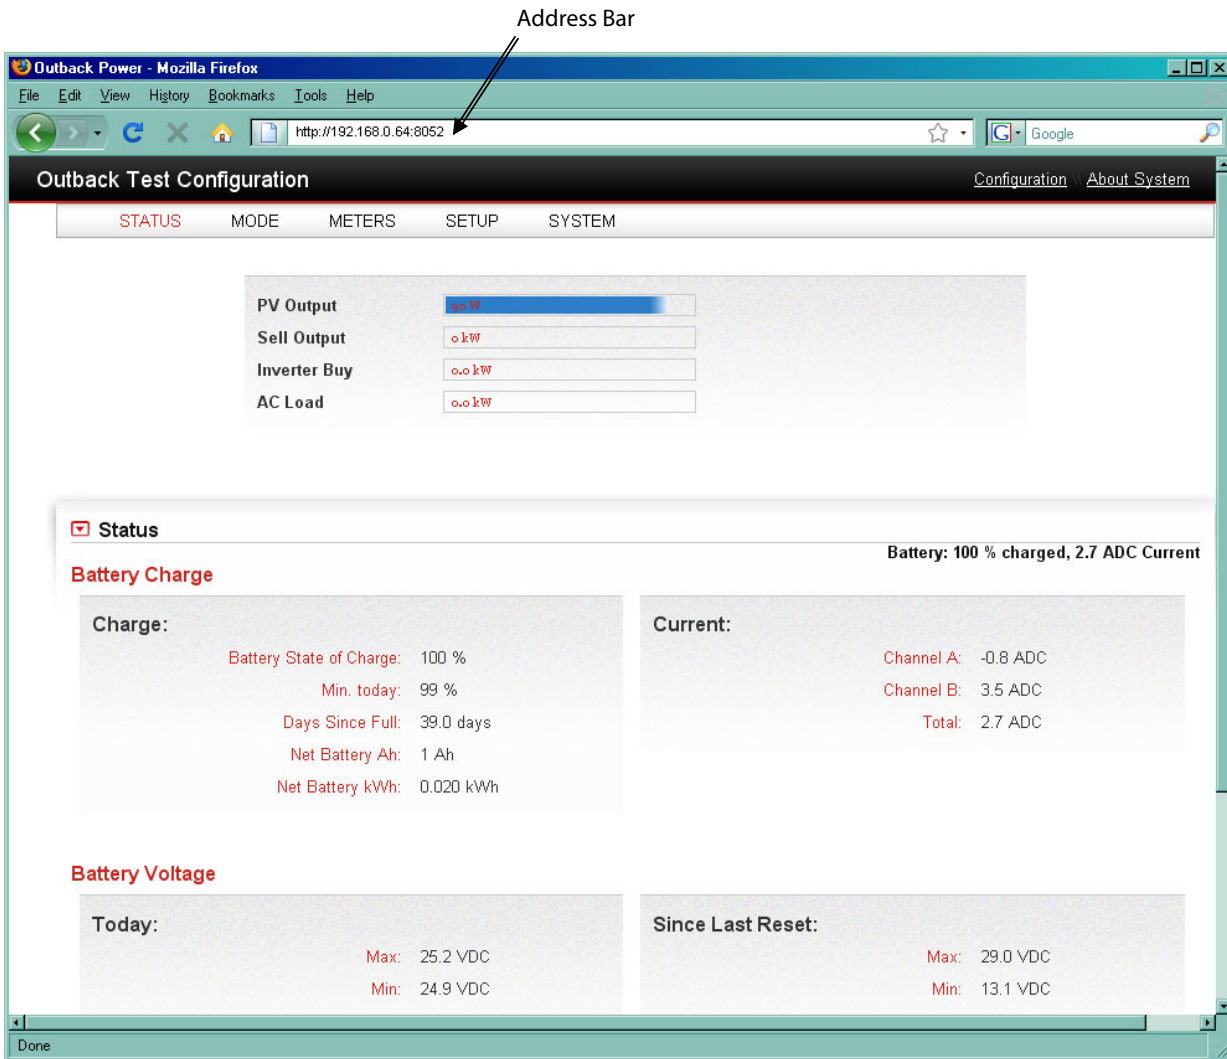 Address Bar
Outback Power - Mozilla Firefox
File Edit View History Bookmarks Tools Help
http://192.168.0.64:8052 G Google
Outback Test Configuration Configuration \\ About System
STATUS MODE METERS SETUP SYSTEM
PV Output 90 W
Sell Output 0 kW
Inverter Buy 0.0 kW
AC Load 0.0 kW
Status
Battery: 100 % charged, 2.7 ADC Current
Battery Charge
Charge: Current:
Battery State of Charge: 100 % Channel A: -0.8 ADC
Min. today: 99 % Channel B: 3.5 ADC
Days Since Full: 39.0 days Total: 2.7 ADC
Net Battery Ah: 1 Ah
Net Battery kWh: 0.020 kWh
Battery Voltage
Today: Since Last Reset:
Max: 25.2 VDC Max: 29.0 VDC
Min: 24.9 VDC Min: 13.1 VDC
Done